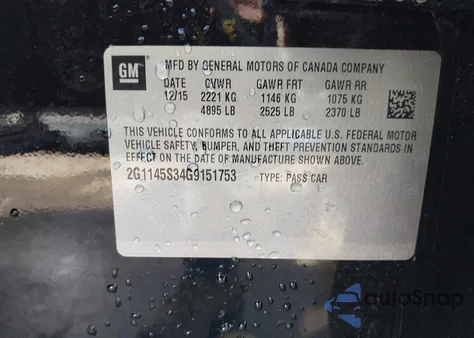 GM
MFD BY GENERAL MOTORS OF CANADA COMPANY
DATE GVWR GAWR FRT GAWR RR
12/15 2221 KG 1146 KG 1075 KG
4895 LB 2525 LB 2370 LB
THIS VEHICLE CONFORMS TO ALL APPLICABLE U.S. FEDERAL MOTOR
VEHICLE SAFETY, BUMPER, AND THEFT PREVENTION STANDARDS IN
EFFECT ON THE DATE OF MANUFACTURE SHOWN ABOVE.
2G1145S34G9151753 TYPE: PASS CAR
autoSnap